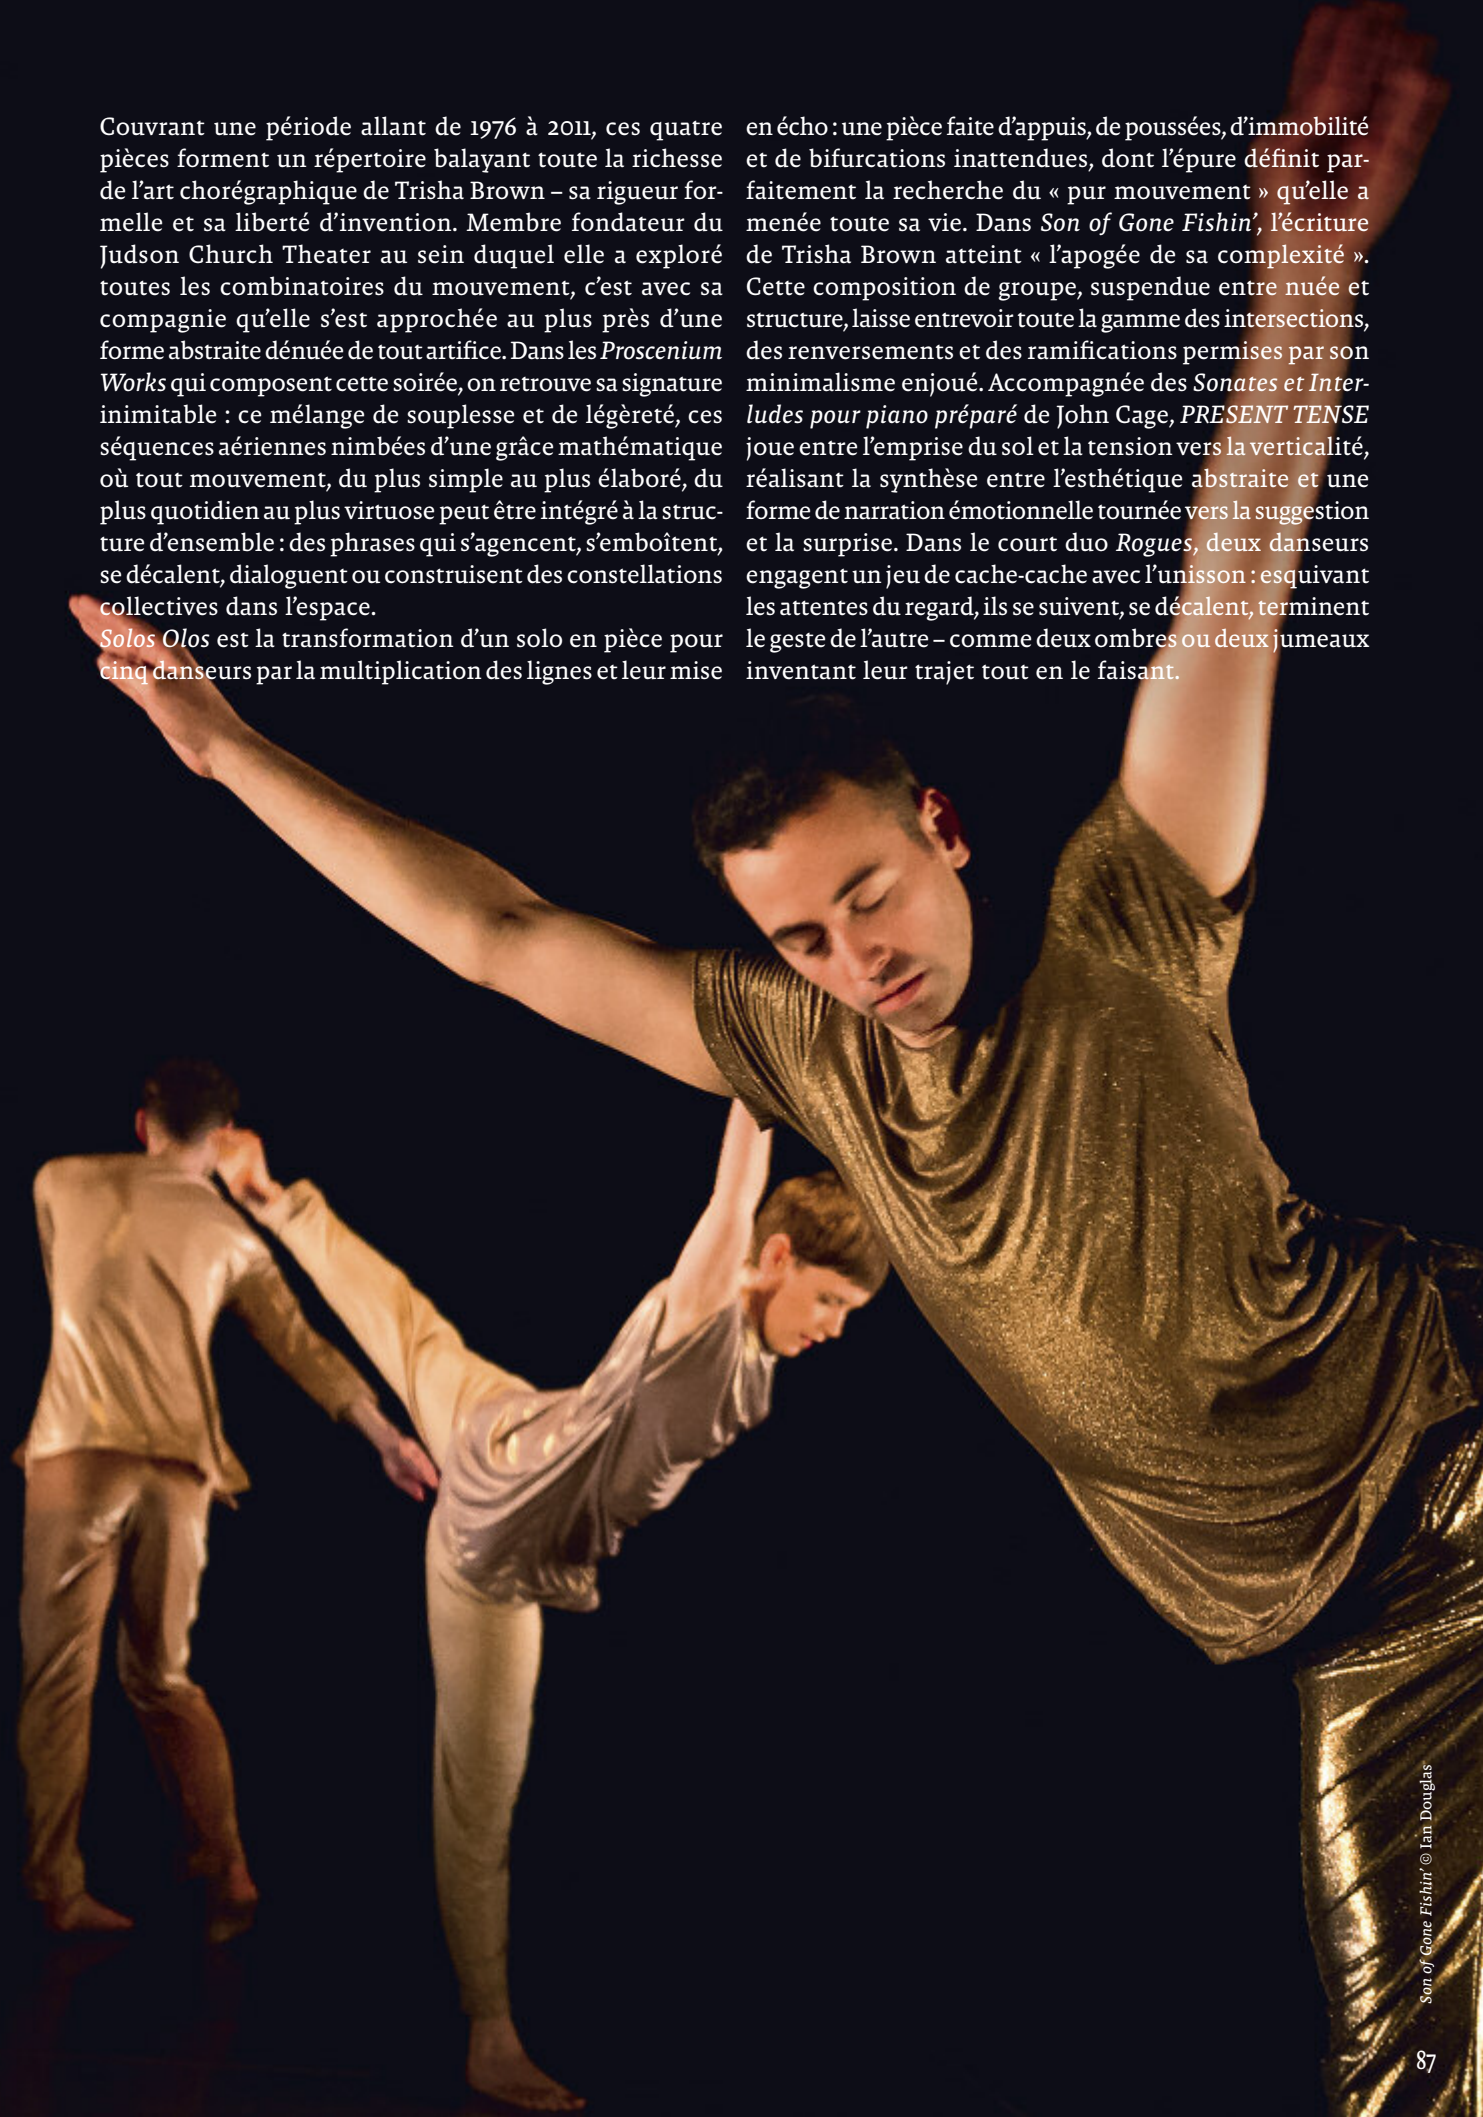 Couvrant une période allant de 1976 à 2011, ces quatre
pièces forment un répertoire balayant toute la richesse
de l’art chorégraphique de Trisha Brown – sa rigueur for-
melle et sa liberté d’invention. Membre fondateur du
Judson Church Theater au sein duquel elle a exploré
toutes les combinatoires du mouvement, c’est avec sa
compagnie qu’elle s’est approchée au plus près d’une
forme abstraite dénuée de tout artifice. Dans les Proscenium
Works qui composent cette soirée, on retrouve sa signature
inimitable : ce mélange de souplesse et de légèreté, ces
séquences aériennes nimbées d’une grâce mathématique
où tout mouvement, du plus simple au plus élaboré, du
plus quotidien au plus virtuose peut être intégré à la struc-
ture d’ensemble : des phrases qui s’agencent, s’emboîtent,
se décalent, dialoguent ou construisent des constellations
collectives dans l’espace.
Solos Olos est la transformation d’un solo en pièce pour
cinq danseurs par la multiplication des lignes et leur mise
en écho : une pièce faite d’appuis, de poussées, d’immobilité
et de bifurcations inattendues, dont l’épure définit par-
faitement la recherche du « pur mouvement » qu’elle a
menée toute sa vie. Dans Son of Gone Fishin’, l’écriture
de Trisha Brown atteint « l’apogée de sa complexité ».
Cette composition de groupe, suspendue entre nuée et
structure, laisse entrevoir toute la gamme des intersections,
des renversements et des ramifications permises par son
minimalisme enjoué. Accompagnée des Sonates et Inter-
ludes pour piano préparé de John Cage, PRESENT TENSE
joue entre l’emprise du sol et la tension vers la verticalité,
réalisant la synthèse entre l’esthétique abstraite et une
forme de narration émotionnelle tournée vers la suggestion
et la surprise. Dans le court duo Rogues, deux danseurs
engagent un jeu de cache-cache avec l’unisson : esquivant
les attentes du regard, ils se suivent, se décalent, terminent
le geste de l’autre – comme deux ombres ou deux jumeaux
inventant leur trajet tout en le faisant.
Son of Gone Fishin’ © Ian Douglas
87